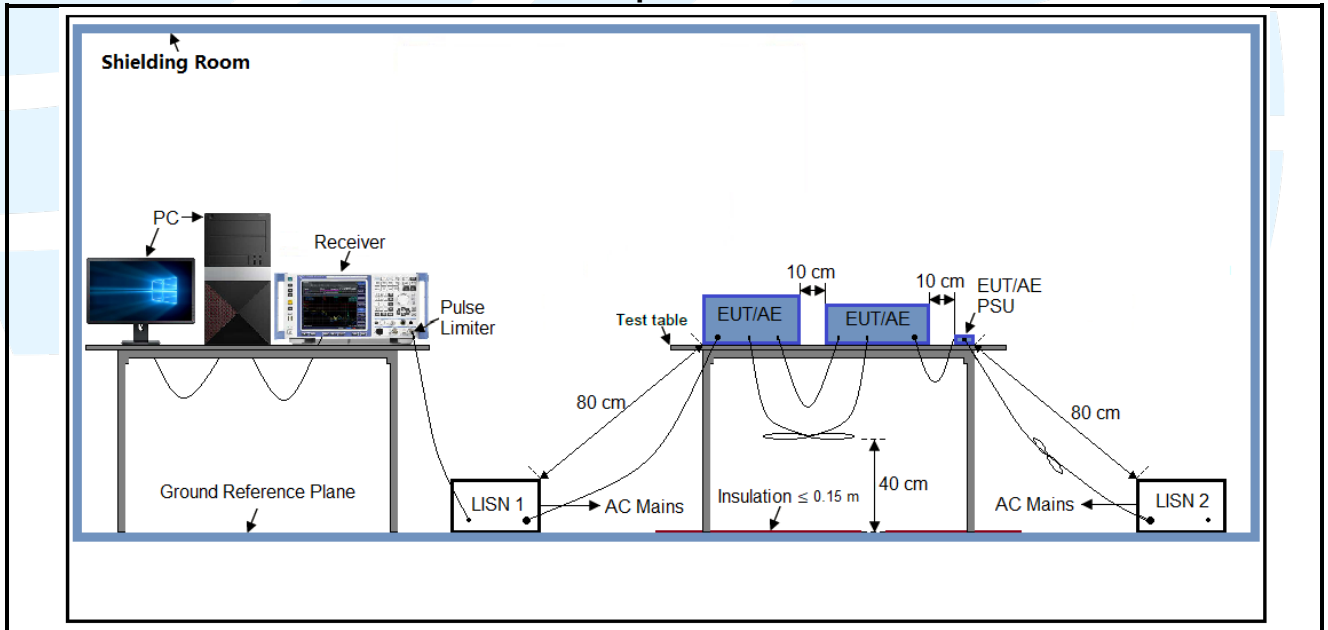 Shielding Room
PC
Receiver
Pulse
Limiter
10 cm
10 cm
EUT/AE
PSU
Test table
EUT/AE
EUT/AE
80 cm
80 cm
40 cm
Ground Reference Plane
LISN 1
AC Mains
Insulation ≤ 0.15 m
AC Mains
LISN 2